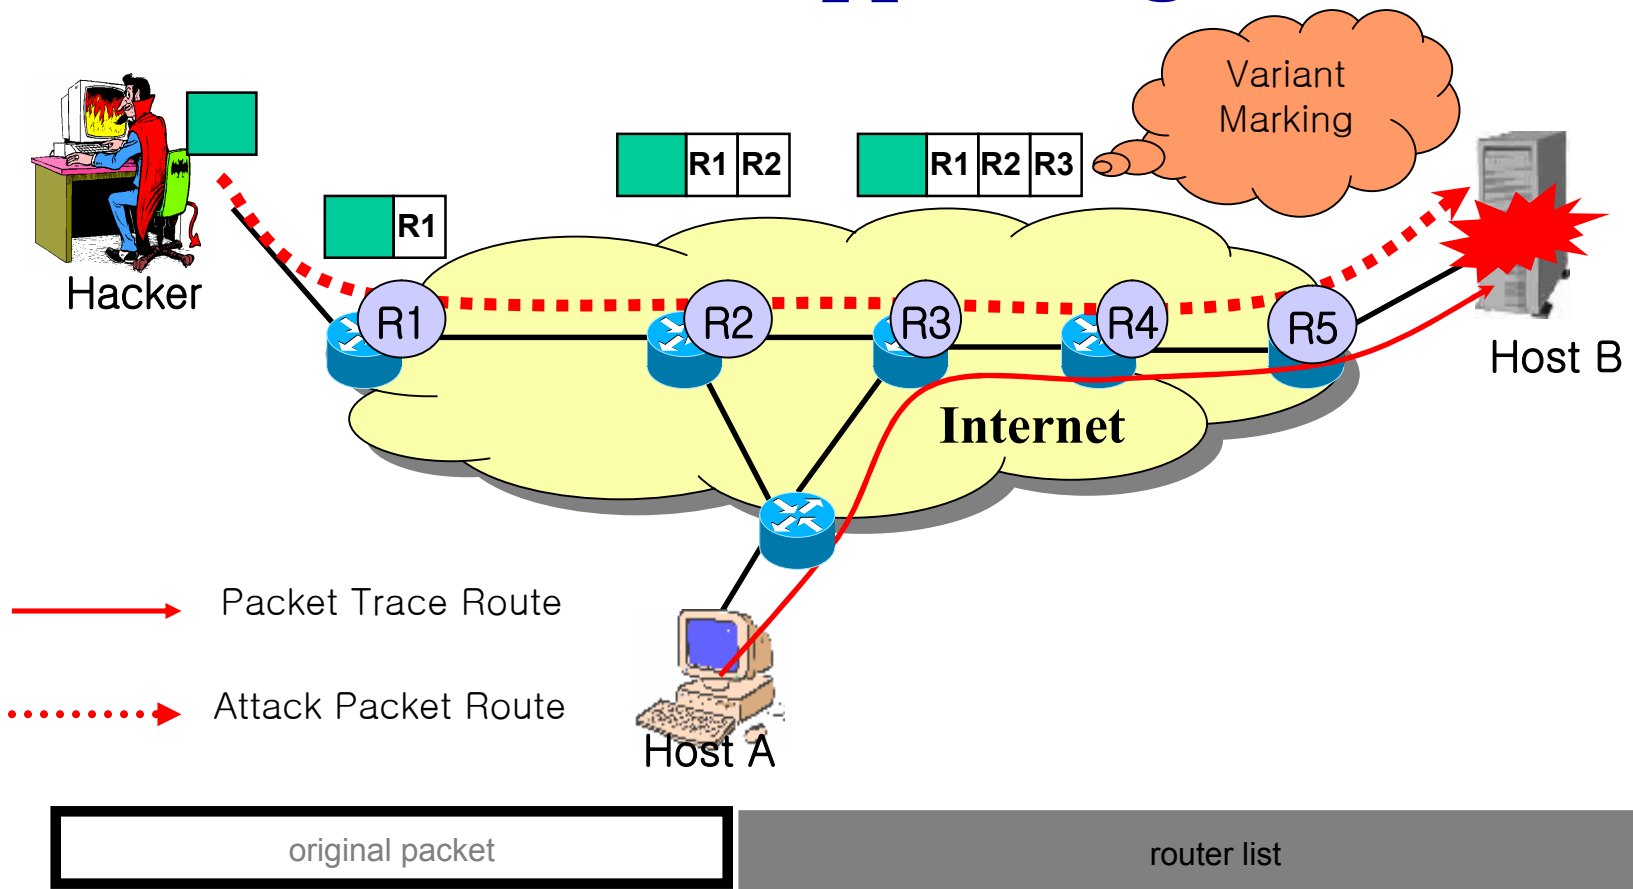 Variant
Marking
R1 R2
R1 R2 R3
R1
Hacker
R1
R2
R3
R4
R5
Host B
Internet
Packet Trace Route
Attack Packet Route
Host A
original packet
router list